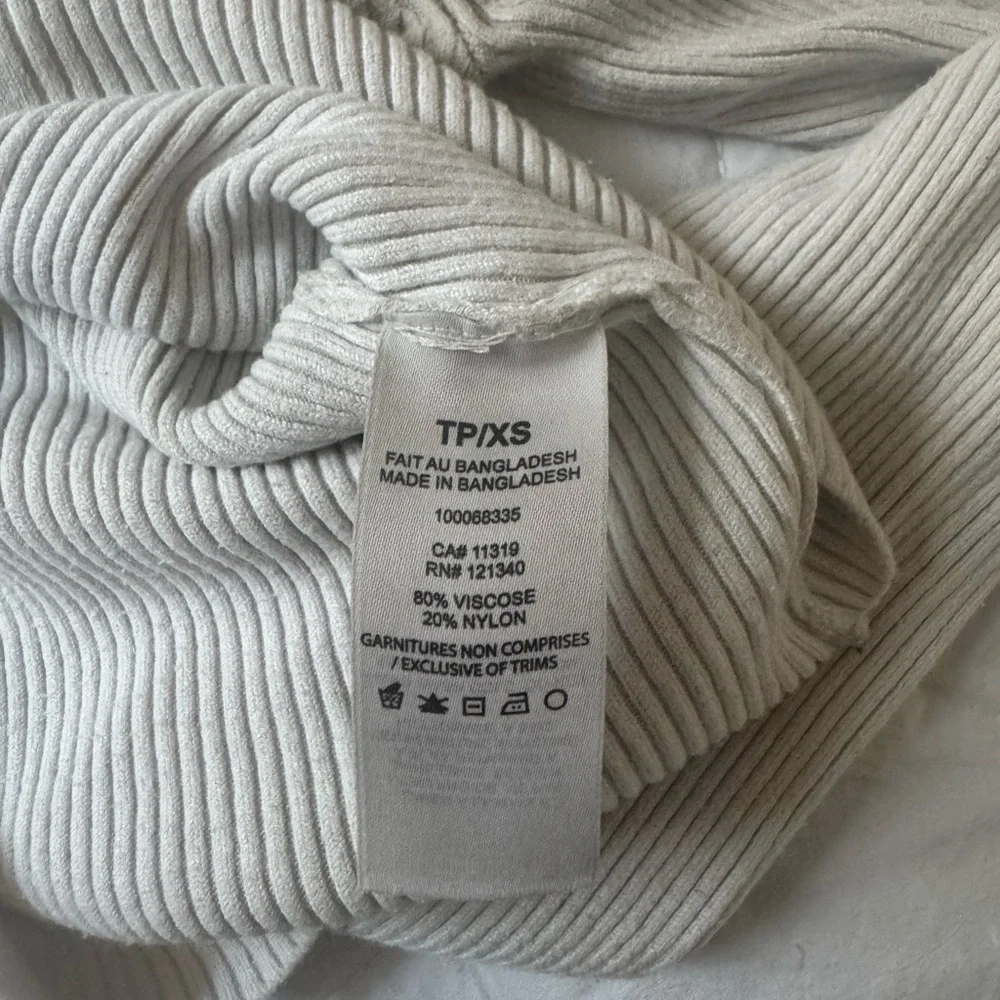 TP/XS
FAIT AU BANGLADESH
MADE IN BANGLADESH
100068335
CA# 11319
RN# 121340
80% VISCOSE
20% NYLON
GARNITURES NON COMPRISES
/ EXCLUSIVE OF TRIMS